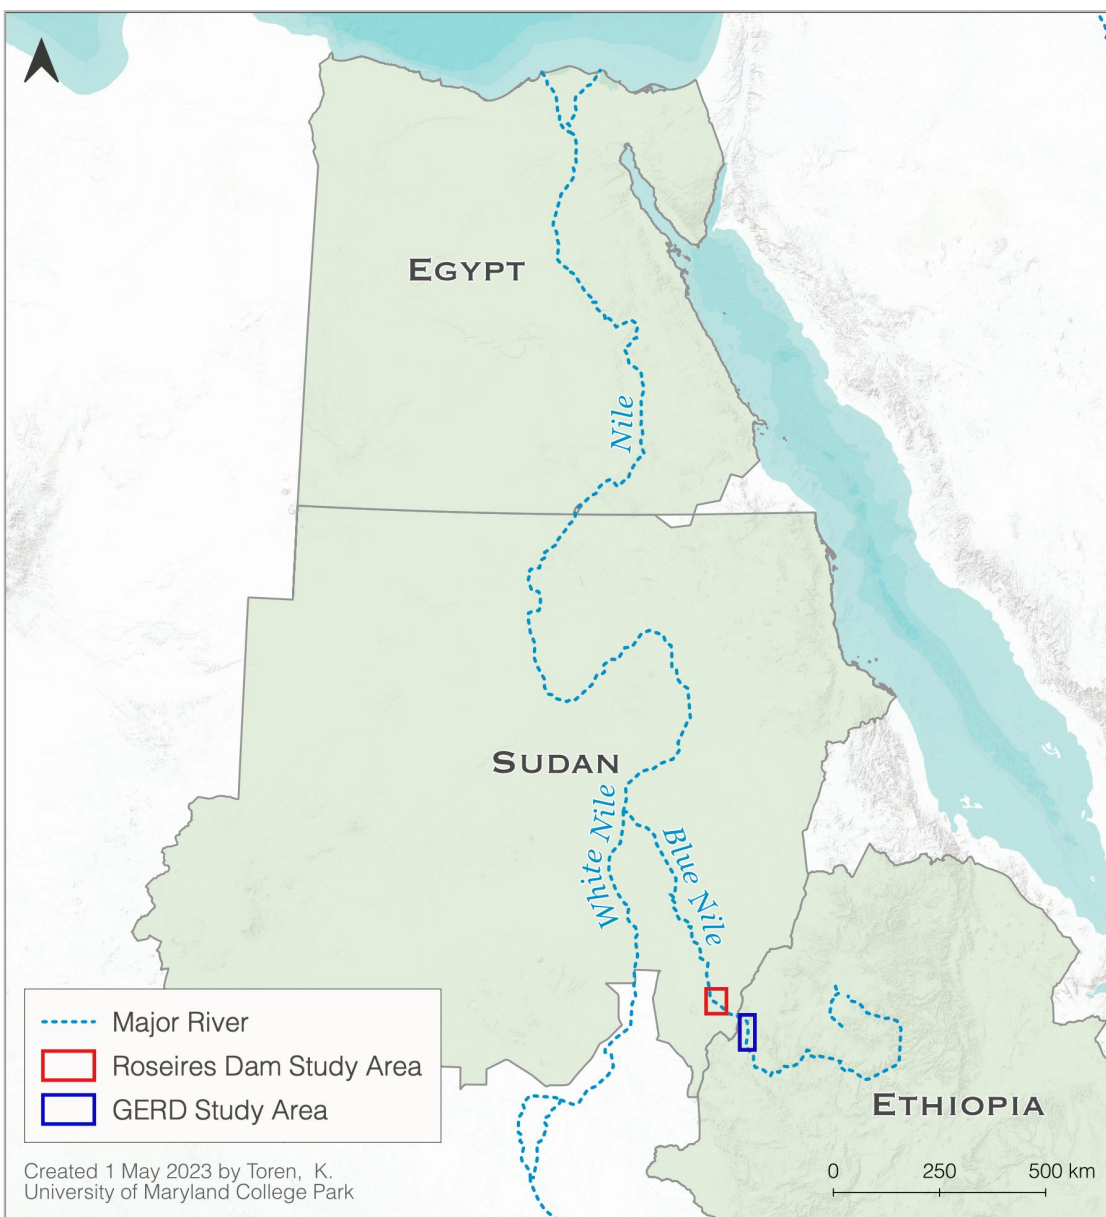 EGYPT
Nile
SUDAN
White Nile
Blue Nile
ETHIOPIA
Major River
Roseires Dam Study Area
GERD Study Area
Created 1 May 2023 by Toren,  K.
University of Maryland College Park
0 250 500 km